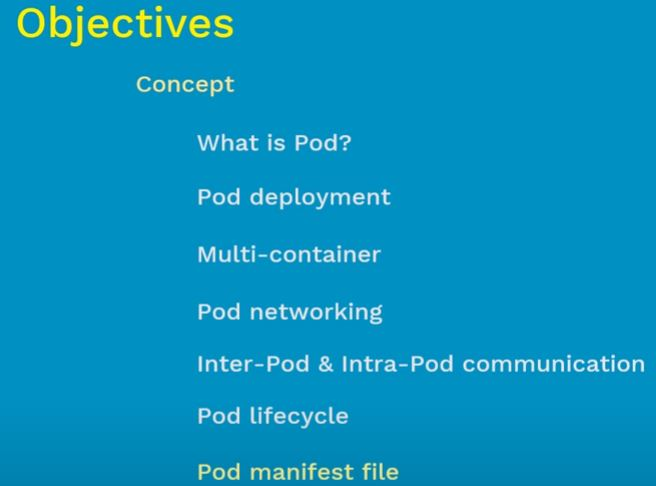 Objectives
Concept
What is Pod?
Pod deployment
Multi-container
Pod networking
Inter-Pod & Intra-Pod communication
Pod lifecycle
Pod manifest file